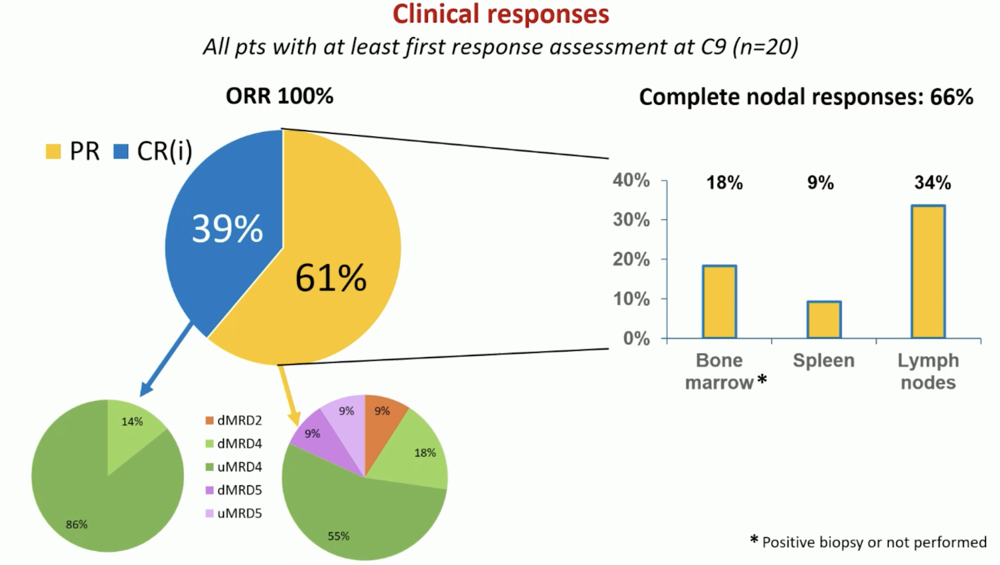 Clinical responses
All pts with at least first response assessment at C9 (n=20)
ORR 100%
PR CR(i)
39%
61%
Complete nodal responses: 66%
40%
30%
20%
10%
0%
18% 9% 34%
Bone
marrow*
Spleen
Lymph
nodes
14%
86%
dMRD2
dMRD4
uMRD4
dMRD5
uMRD5
9%
18%
55%
9%
9%
* Positive biopsy or not performed